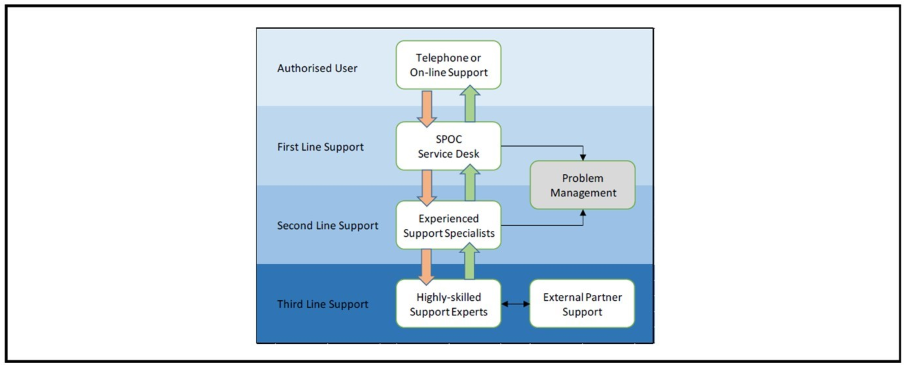 Authorised User
Telephone or
On-line Support
First Line Support
SPOC
Service Desk
Problem
Management
Second Line Support
Experienced
Support Specialists
Third Line Support
Highly-skilled
Support Experts
External Partner
Support